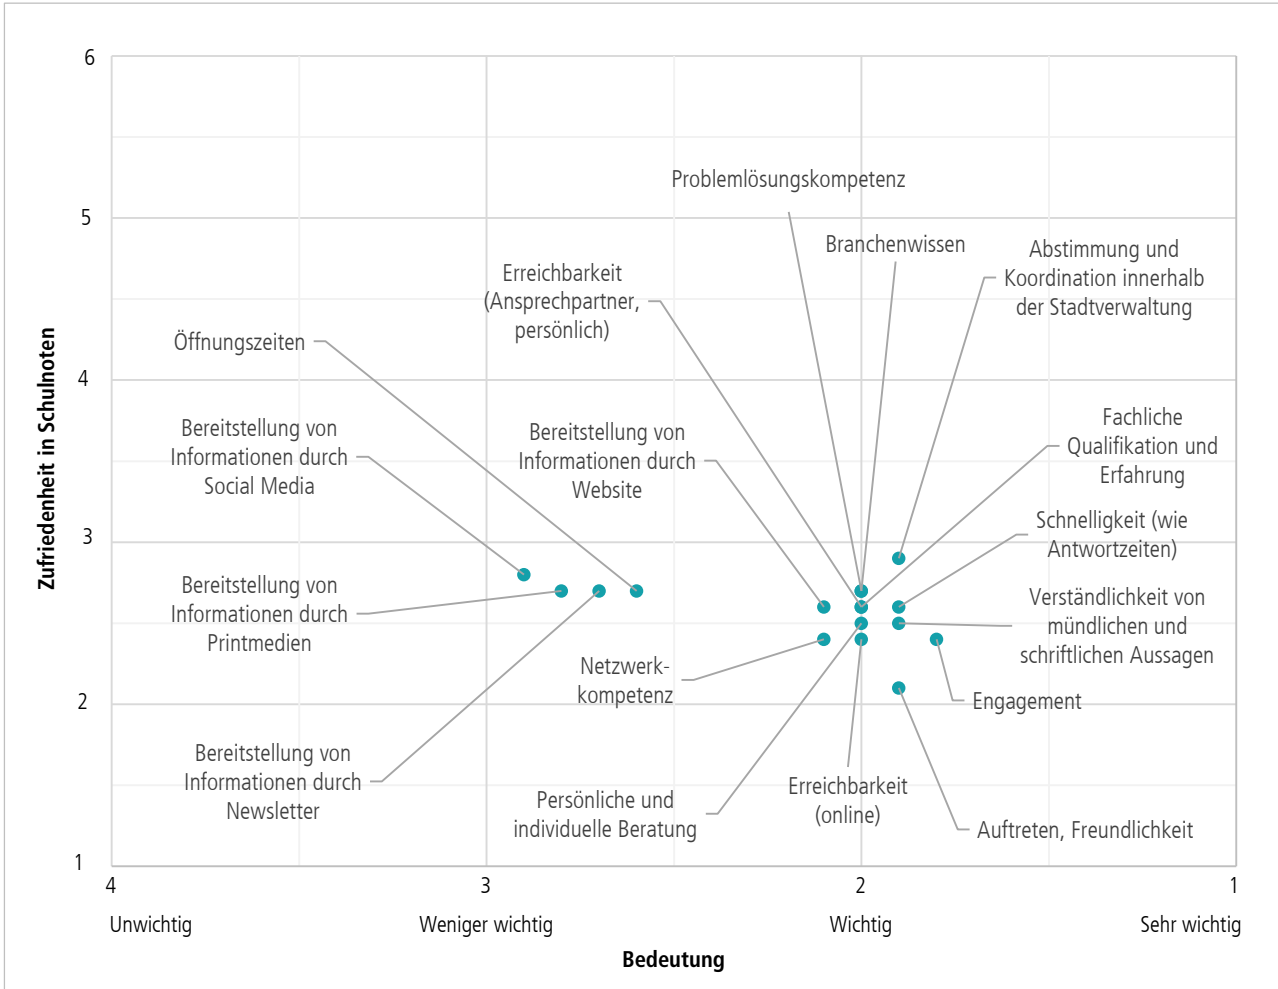 6
5
4
3
2
1
Zufriedenheit in Schulnoten
Problemlösungskompetenz
Branchenwissen
Abstimmung und
Koordination innerhalb
der Stadtverwaltung
Erreichbarkeit
(Ansprechpartner,
persönlich)
Öffnungszeiten
Bereitstellung von
Informationen durch
Social Media
Bereitstellung von
Informationen durch
Website
Fachliche
Qualifikation und
Erfahrung
Schnelligkeit (wie
Antwortzeiten)
Bereitstellung von
Informationen durch
Printmedien
Verständlichkeit von
mündlichen und
schriftlichen Aussagen
Netzwerk-
kompetenz
Engagement
Bereitstellung von
Informationen durch
Newsletter
Persönliche und
individuelle Beratung
Erreichbarkeit
(online)
Auftreten, Freundlichkeit
4
3
2
1
Unwichtig
Weniger wichtig
Wichtig
Sehr wichtig
Bedeutung